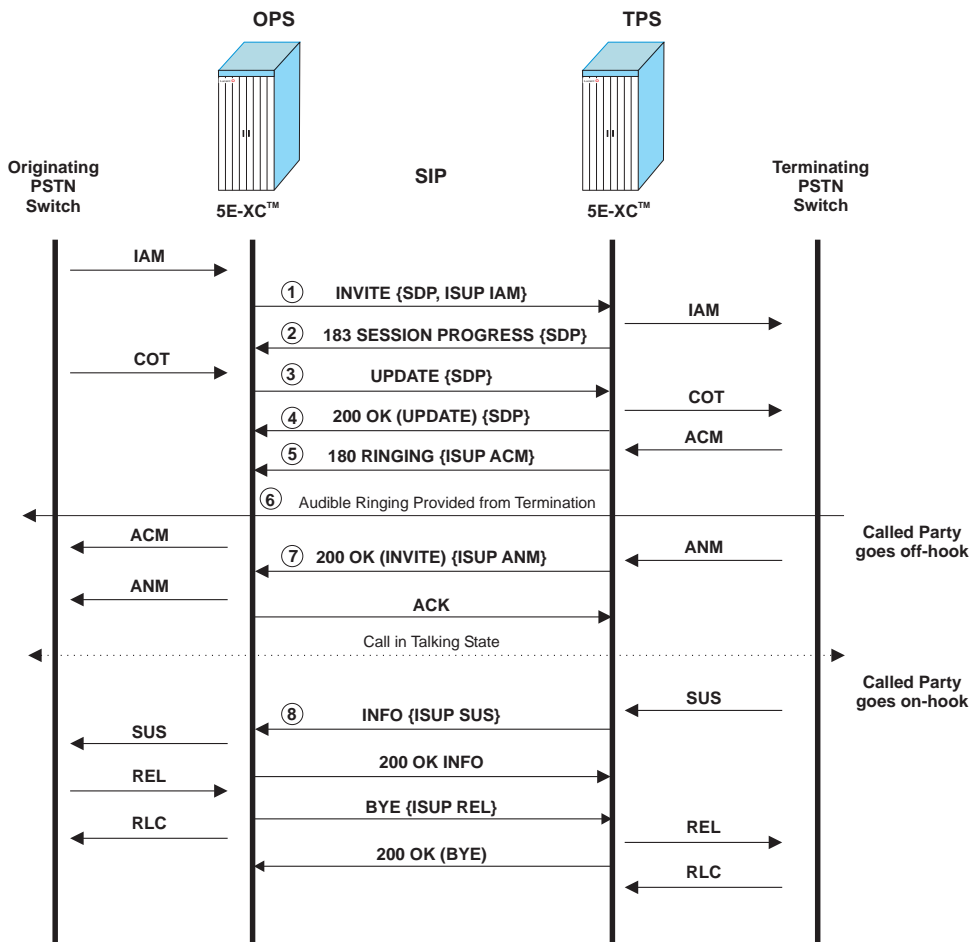 OPS
TPS
Originating
PSTN
Switch
SIP
Terminating
PSTN
Switch
5E-XC™
5E-XC™
IAM
1 INVITE {SDP, ISUP IAM}
IAM
2 183 SESSION PROGRESS {SDP}
COT
3 UPDATE {SDP}
COT
4 200 OK (UPDATE) {SDP}
ACM
5 180 RINGING {ISUP ACM}
6 Audible Ringing Provided from Termination
Called Party
goes off-hook
ACM
7 200 OK (INVITE) {ISUP ANM}
ANM
ANM
ACK
Call in Talking State
Called Party
goes on-hook
SUS
8 INFO {ISUP SUS}
SUS
200 OK INFO
REL
BYE {ISUP REL}
RLC
REL
200 OK (BYE)
RLC